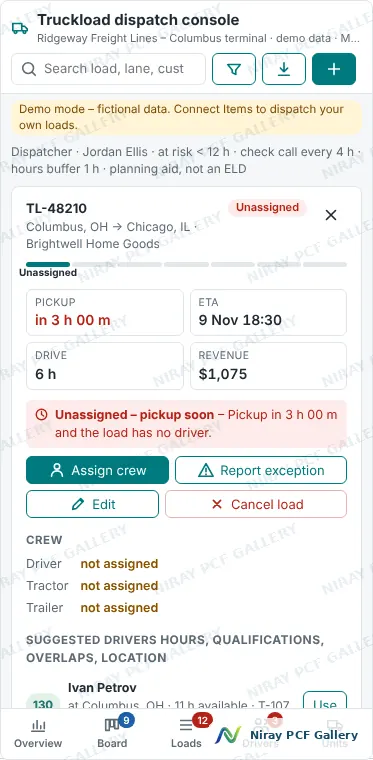 Truckload dispatch console
Ridgeway Freight Lines – Columbus terminal · demo data · M...
Search load, lane, cust
Demo mode – fictional data. Connect Items to dispatch your
own loads.
Dispatcher · Jordan Ellis · at risk < 12 h · check call every 4 h ·
hours buffer 1 h · planning aid, not an ELD
TL-48210
Unassigned
Columbus, OH → Chicago, IL ·
Brightwell Home Goods
Unassigned
PICKUP
in 3 h 00 m
ETA
9 Nov 18:30
DRIVE
6 h
REVENUE
$1,075
Unassigned – pickup soon – Pickup in 3 h 00 m
and the load has no driver.
Assign crew
Report exception
Edit
Cancel load
CREW
Driver not assigned
Tractor not assigned
Trailer not assigned
SUGGESTED DRIVERS HOURS, QUALIFICATIONS,
OVERLAPS, LOCATION
130
Ivan Petrov
at Columbus, OH · 11 h available · T-107
Use
Overview
Board
9
Loads
12
Drivers
Units
Niray PCF Gallery
NIRAY PCF GALLERY